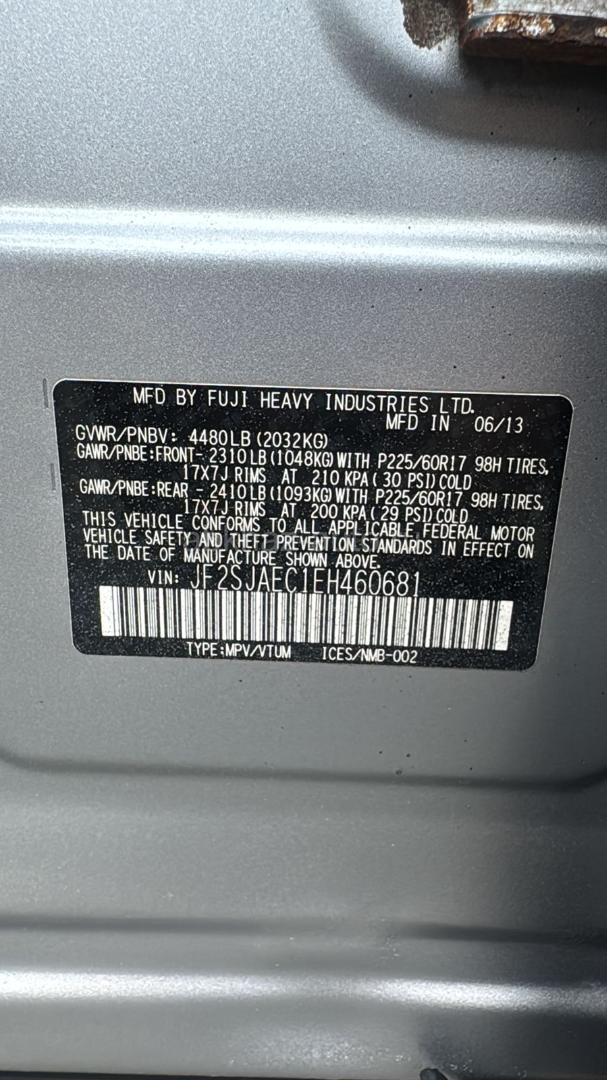 MFD BY FUJI HEAVY INDUSTRIES LTD.
MFD IN 06/13
GVWR/PNBV: 4480LB(2032KG)
GAWR/PNBE:FRONT- 2310LB(1048KG)WITH P225/60R17 98H TIRES,
17X7J RIMS AT 210 KPA( 30 PSI)COLD
GAWR/PNBE:REAR - 2410LB(1093KG)WITH P225/60R17 98H TIRES,
17X7J RIMS AT 200 KPA( 29 PSI)COLD
THIS VEHICLE CONFORMS TO ALL APPLICABLE FEDERAL MOTOR
VEHICLE SAFETY AND THEFT PREVENTION STANDARDS IN EFFECT ON
THE DATE OF MANUFACTURE SHOWN ABOVE.
VIN: JF2SJAEC1EH460681
TYPE:MPV/VTUM ICES/NMB-002